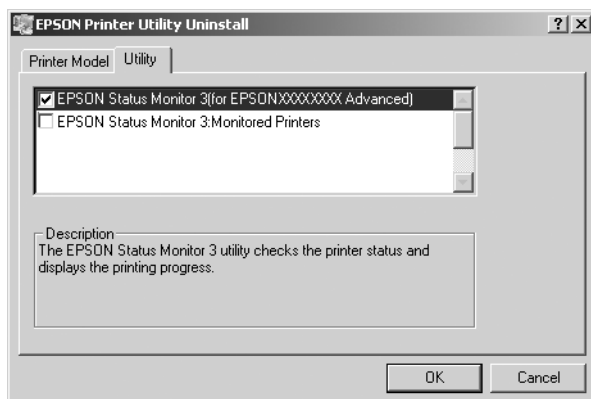 EPSON Printer Utility Uninstall
Printer Model Utility
EPSON Status Monitor 3(for EPSONXXXXXXXX Advanced)
EPSON Status Monitor 3:Monitored Printers
Description
The EPSON Status Monitor 3 utility checks the printer status and
displays the printing progress.
OK Cancel